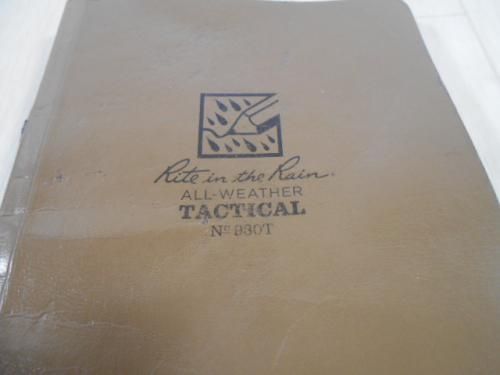 Rite in the Rain.
ALL-WEATHER
TACTICAL
Nº 980T